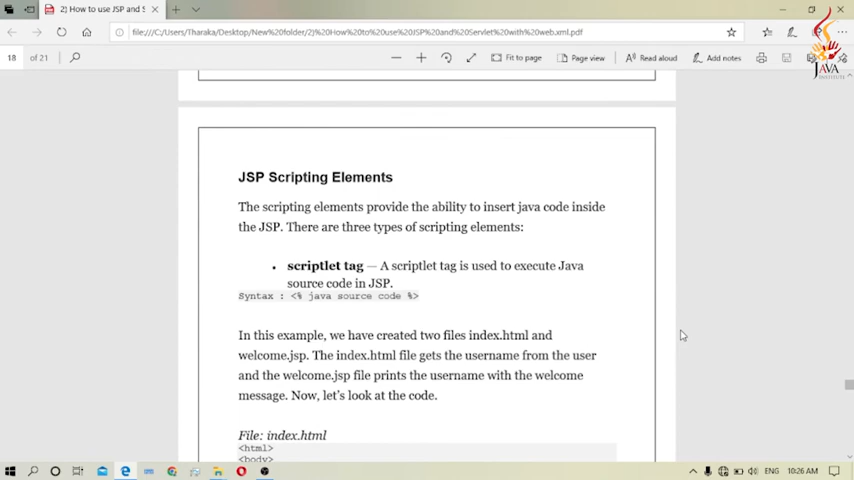 2) How to use JSP and S
file:///C:/Users/Tharaka/Desktop/New%20folder/2)%20How%20to%20use%20JSP%20and%20Servlet%20with%20web.xml.pdf
18 of 21
Fit to page
Page view
Read aloud
Add notes
JAVA
INSTITUTE
JSP Scripting Elements
The scripting elements provide the ability to insert java code inside
the JSP. There are three types of scripting elements:
• scriptlet tag — A scriptlet tag is used to execute Java
source code in JSP.
Syntax : <% java source code %>
In this example, we have created two files index.html and
welcome.jsp. The index.html file gets the username from the user
and the welcome.jsp file prints the username with the welcome
message. Now, let's look at the code.
File: index.html
<html>
<body>
ENG
10:26 AM